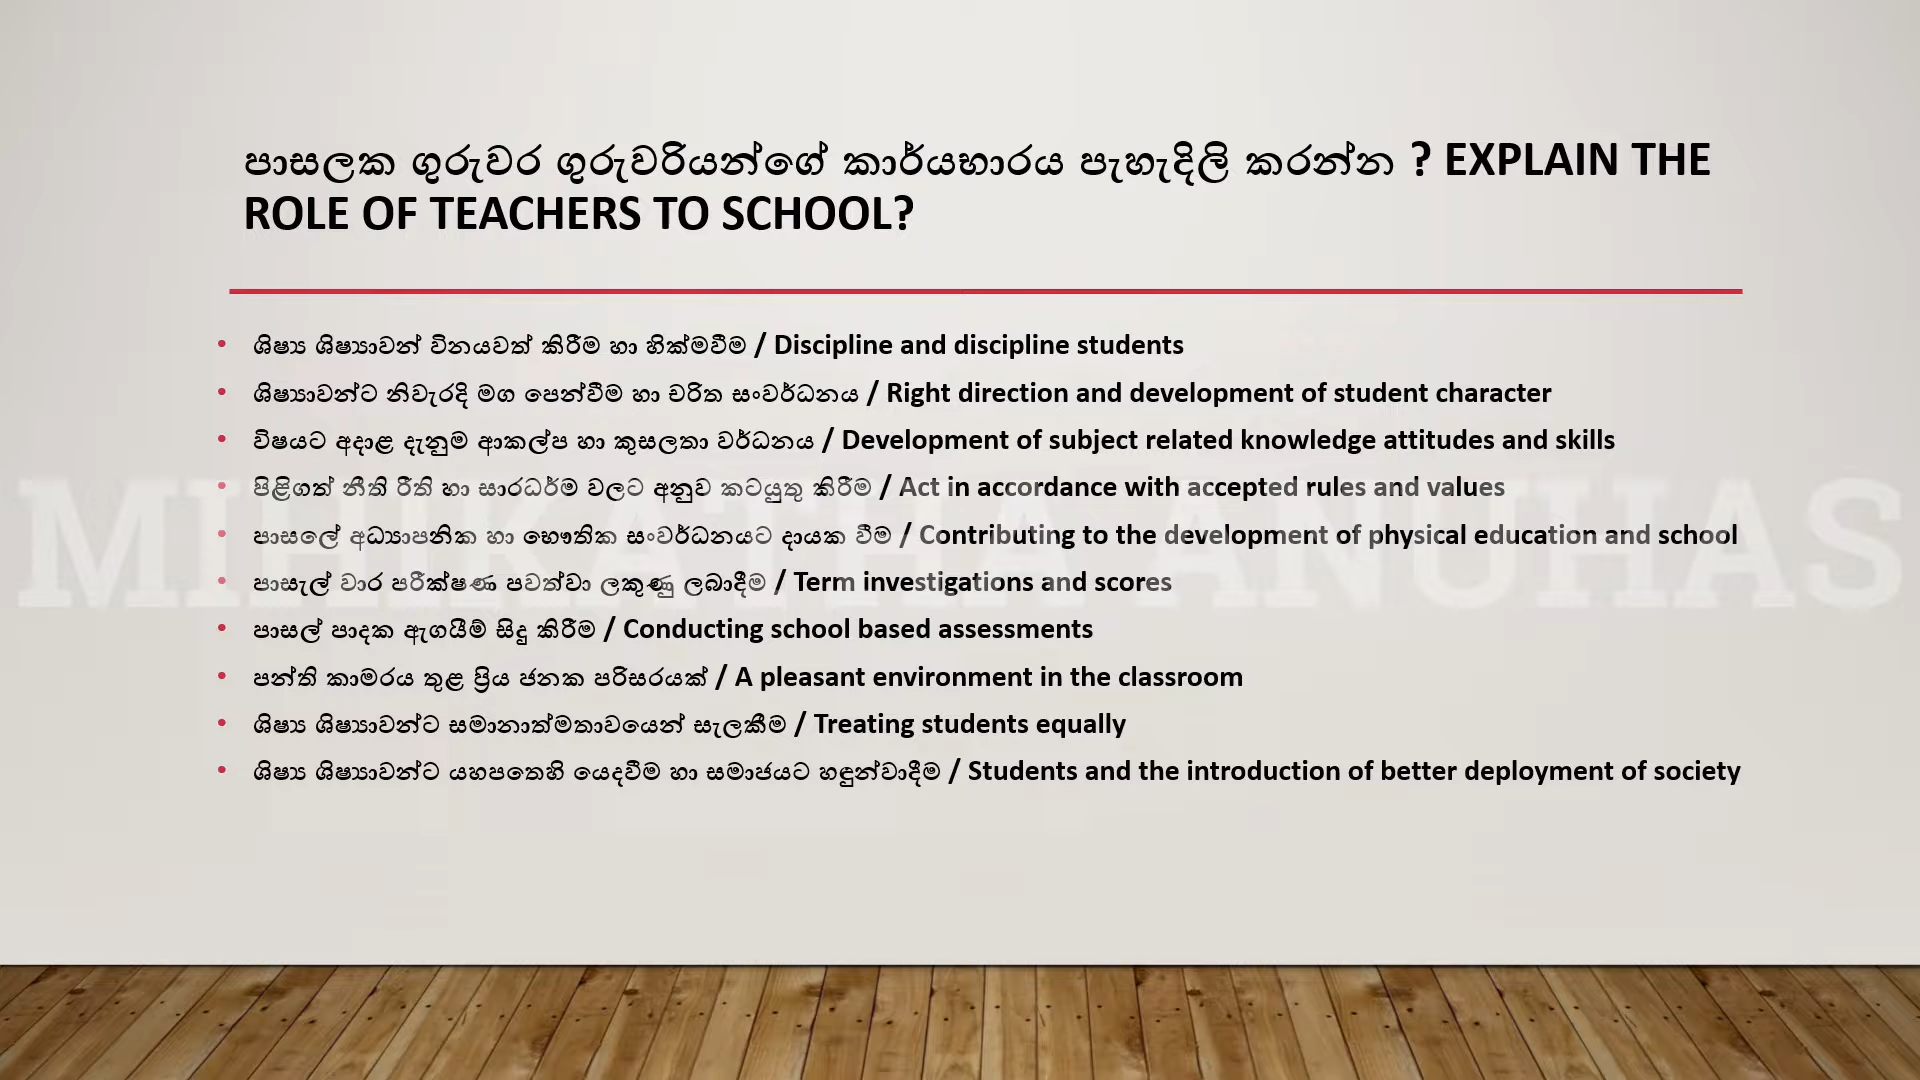 පාසලක ගුරුවර ගුරුවරියන්ගේ කාර්යභාරය පැහැදිලි කරන්න ? EXPLAIN THE
ROLE OF TEACHERS TO SCHOOL?
• ශිෂ්‍ය ශිෂ්‍යාවන් විනයවත් කිරීම හා හික්මවීම / Discipline and discipline students
• ශිෂ්‍යාවන්ට නිවැරදි මග පෙන්වීම හා චරිත සංවර්ධනය / Right direction and development of student character
• විෂයට අදාළ දැනුම ආකල්ප හා කුසලතා වර්ධනය / Development of subject related knowledge attitudes and skills
• පිළිගත් නීති රීති හා සාරධර්ම වලට අනුව කටයුතු කිරීම / Act in accordance with accepted rules and values
• පාසලේ අධ්‍යාපනික හා භෞතික සංවර්ධනයට දායක වීම / Contributing to the development of physical education and school
MIHIKATHA ANUHAS
• පාසැල් වාර පරීක්ෂණ පවත්වා ලකුණු ලබාදීම / Term investigations and scores
• පාසල් පාදක ඇගයීම් සිදු කිරීම / Conducting school based assessments
• පන්ති කාමරය තුළ ප්‍රිය ජනක පරිසරයක් / A pleasant environment in the classroom
• ශිෂ්‍ය ශිෂ්‍යාවන්ට සමානාත්මතාවයෙන් සැලකීම / Treating students equally
• ශිෂ්‍ය ශිෂ්‍යාවන්ට යහපතෙහි යෙදවීම හා සමාජයට හඳුන්වාදීම / Students and the introduction of better deployment of society